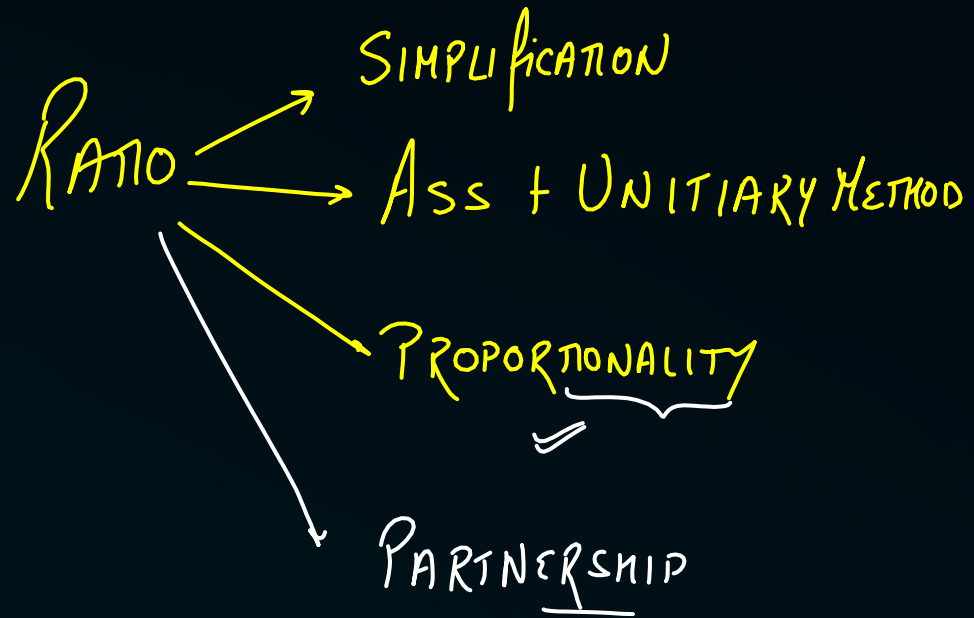 SIMPLIfiCATION
RATIO
ASS + UNITIARY METHOD
PROPORTIONALITY
PARTNERSHIP